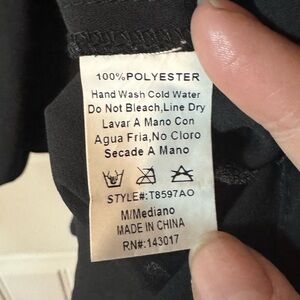 100%POLYESTER
Hand Wash Cold Water
Do Not Bleach,Line Dry
Lavar A Mano Con
Agua Fria,No Cloro
Secade A Mano
STYLE#:T8597AO
M/Mediano
MADE IN CHINA
RN#:143017